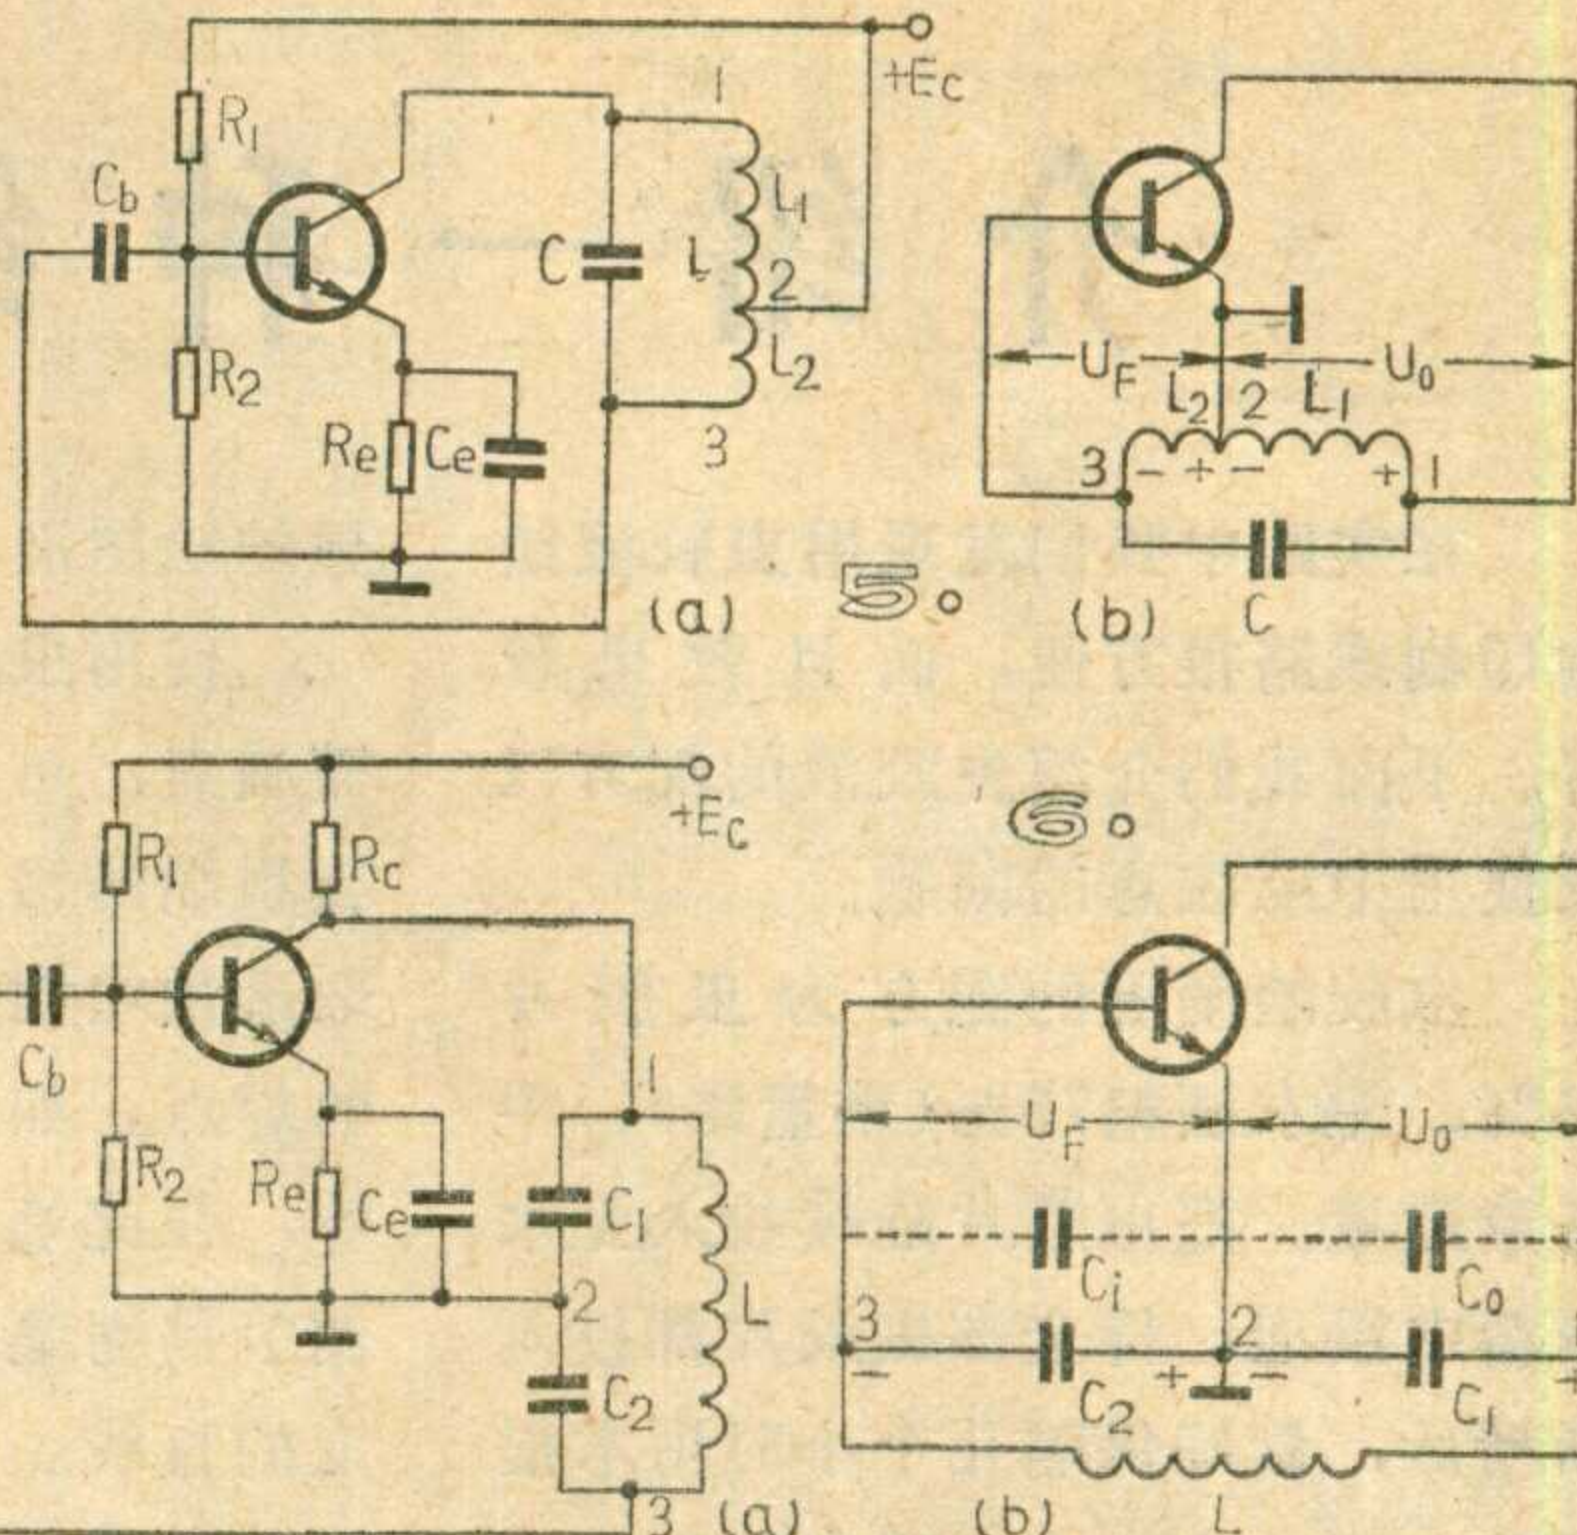 +Ec
1
R1
Cb
C
L
L1
2
L2
R2
Re
Ce
3
(a)
5.
UF
U0
L2
2
L1
3
-
+
-
+
1
(b)
C
+Ec
6.
R1
Rc
Cb
1
R2
Re
Ce
C1
2
L
C2
3
(a)
UF
U0
Ci
C0
3
2
-
+
-
+
C2
C1
(b)
L